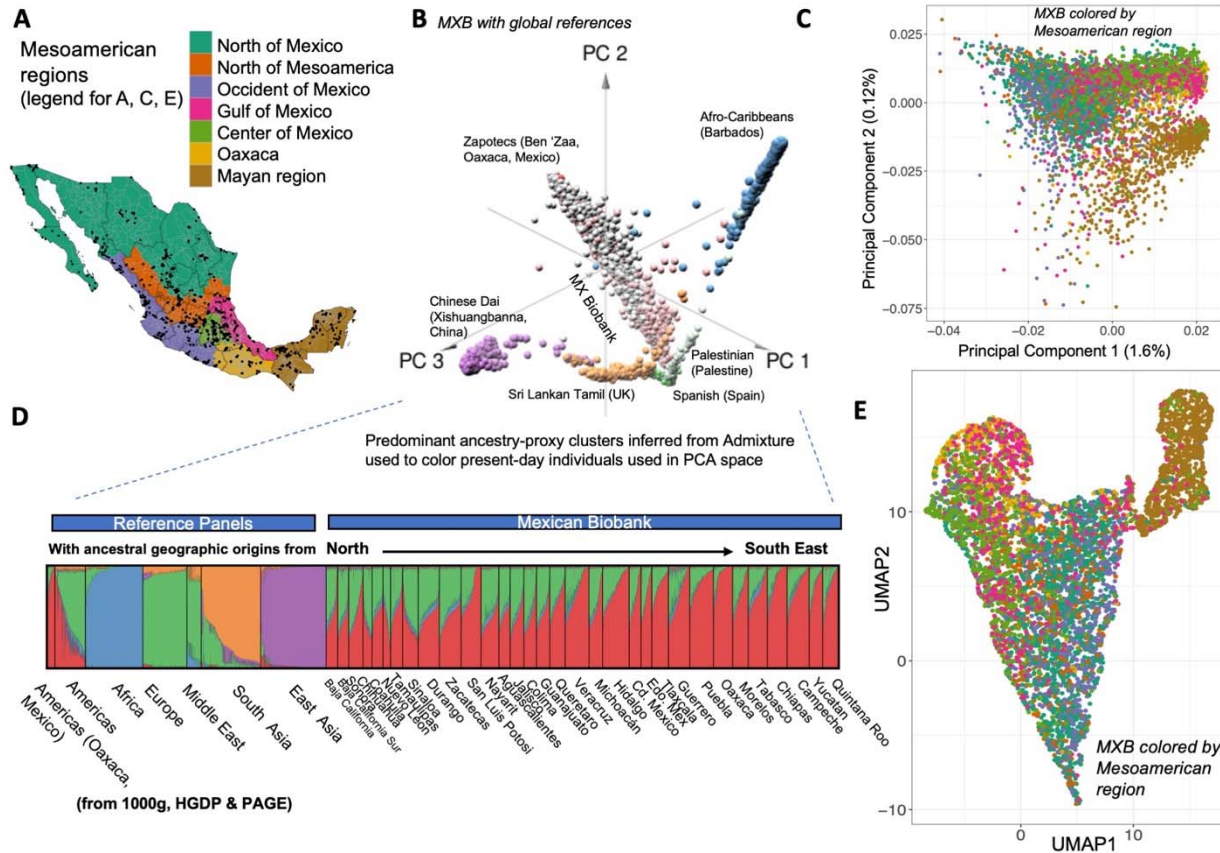 A
Mesoamerican
regions
(legend for A, C, E)
North of Mexico
North of Mesoamerica
Occident of Mexico
Gulf of Mexico
Center of Mexico
Oaxaca
Mayan region
B
MXB with global references
PC 2
Zapotecs (Ben 'Zaa,
Oaxaca, Mexico)
Afro-Caribbeans
(Barbados)
MX Biobank
Chinese Dai
(Xishuangbanna,
China)
PC 3
PC 1
Palestinian
(Palestine)
Sri Lankan Tamil (UK)
Spanish (Spain)
C
MXB colored by
Mesoamerican region
0.025
0.000
−0.025
−0.050
−0.075
Principal Component 2 (0.12%)
−0.04
−0.02
0.00
0.02
Principal Component 1 (1.6%)
D
Predominant ancestry-proxy clusters inferred from Admixture
used to color present-day individuals used in PCA space
Reference Panels
Mexican Biobank
With ancestral geographic origins from
North
South East
Americas (Oaxaca,
Mexico)
Americas
Africa
Europe
Middle East
South Asia
East Asia
Baja California
Baja California Sur
Sonora
Chihuahua
Coahuila
Nuevo Leon
Tamaulipas
Sinaloa
Durango
Zacatecas
San Luis Potosi
Nayarit
Aguascalientes
Jalisco
Colima
Guanajuato
Queretaro
Veracruz
Michoacán
Hidalgo
Cd. Mexico
Edo. Mex
Tlaxcala
Guerrero
Puebla
Oaxaca
Morelos
Tabasco
Chiapas
Campeche
Yucatan
Quintana Roo
(from 1000g, HGDP & PAGE)
E
10
0
−10
UMAP2
0
10
UMAP1
MXB colored by
Mesoamerican
region